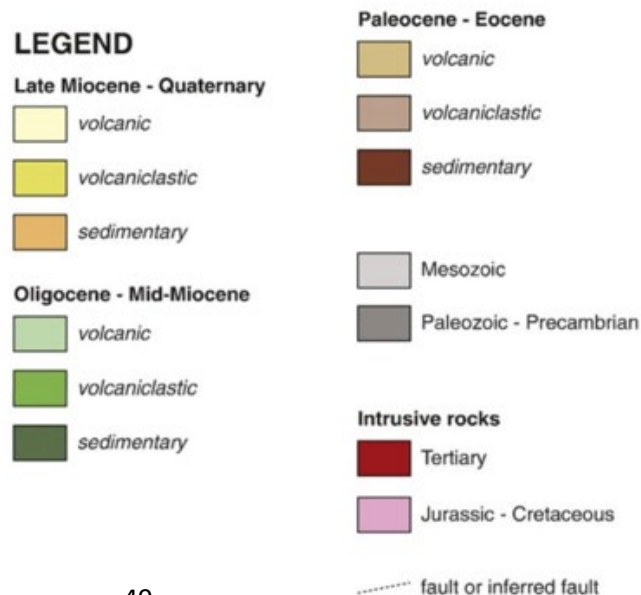 LEGEND
Late Miocene - Quaternary
volcanic
volcaniclastic
sedimentary
Oligocene - Mid-Miocene
volcanic
volcaniclastic
sedimentary
Paleocene - Eocene
volcanic
volcaniclastic
sedimentary
Mesozoic
Paleozoic - Precambrian
Intrusive rocks
Tertiary
Jurassic - Cretaceous
fault or inferred fault